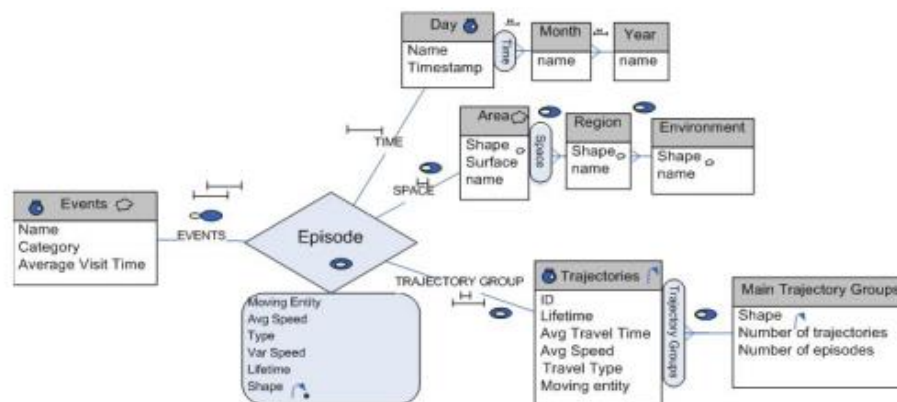 Day
Name
Timestamp
Time
Month
name
Year
name
TIME
Area
Shape
Surface
name
Space
Region
Shape
name
Environment
Shape
name
SPACE
Events
Name
Category
Average Visit Time
EVENTS
Episode
Moving Entity
Avg Speed
Type
Var Speed
Lifetime
Shape
TRAJECTORY GROUP
Trajectories
ID
Lifetime
Avg Travel Time
Avg Speed
Travel Type
Moving entity
Trajectory Groups
Main Trajectory Groups
Shape
Number of trajectories
Number of episodes